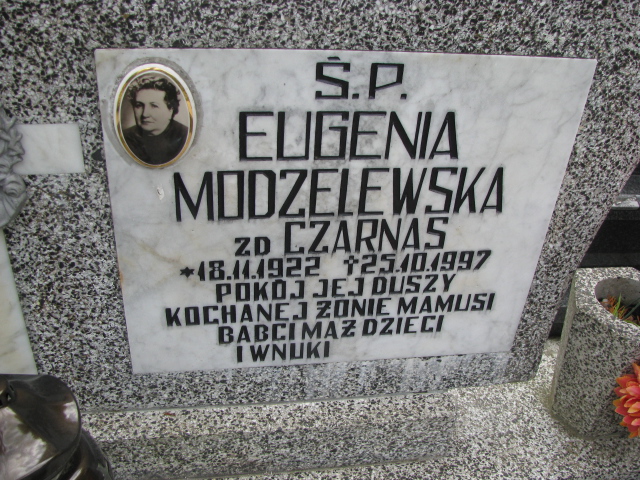 Ś.P.
EUGENIA
MODZELEWSKA
ZD CZARNAS
*18.11.1922 †25.10.1997
POKÓJ JEJ DUSZY
KOCHANEJ ŻONIE MAMUSI
BABCI MĄŻ DZIECI
I WNUKI